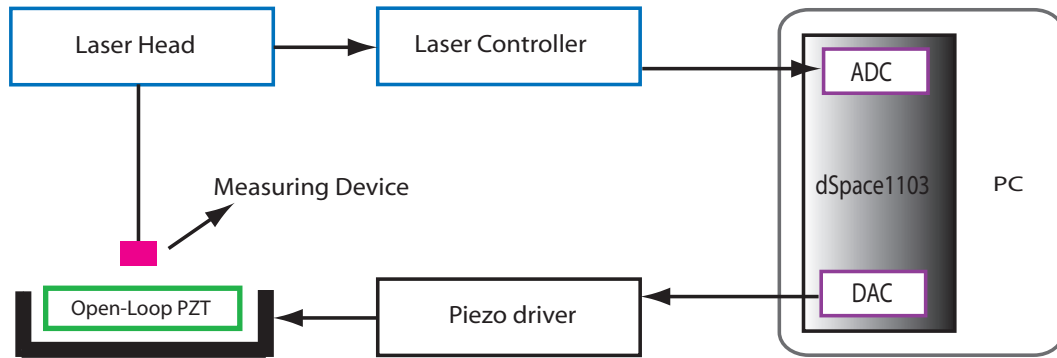 Laser Head
Laser Controller
ADC
Measuring Device
dSpace1103
PC
Open-Loop PZT
Piezo driver
DAC